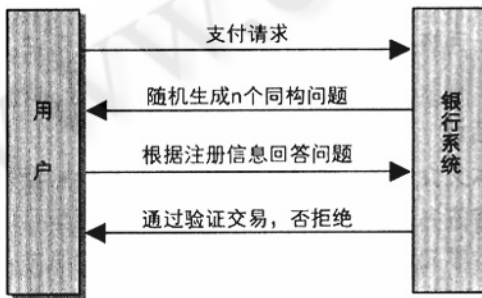 支付请求
随机生成n个同构问题
用户
银行系统
根据注册信息回答问题
通过验证交易，否拒绝